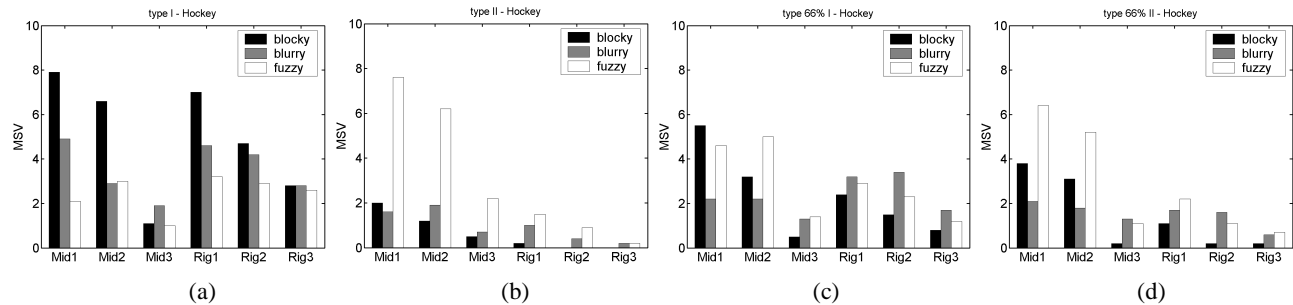 type I - Hockey
10
8
6
4
2
0
MSV
blocky
blurry
fuzzy
Mid1 Mid2 Mid3 Rig1 Rig2 Rig3
(a)
type II - Hockey
10
8
6
4
2
0
MSV
blocky
blurry
fuzzy
Mid1 Mid2 Mid3 Rig1 Rig2 Rig3
(b)
type 66% I - Hockey
10
8
6
4
2
0
MSV
blocky
blurry
fuzzy
Mid1 Mid2 Mid3 Rig1 Rig2 Rig3
(c)
type 66% II - Hockey
10
8
6
4
2
0
MSV
blocky
blurry
fuzzy
Mid1 Mid2 Mid3 Rig1 Rig2 Rig3
(d)